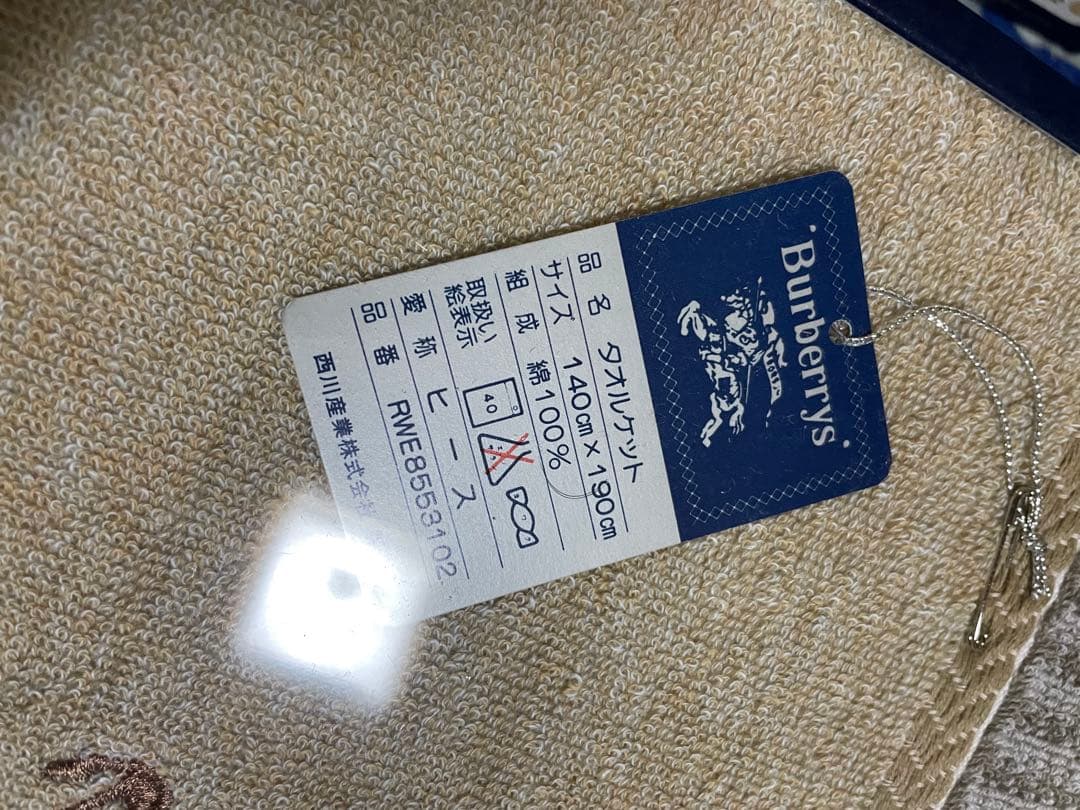 "Burberrys"
品名 タオルケット
サイズ 140cm×190cm
組成 綿100%
取扱い
絵表示
40
愛称 ヒース
品番 RWE8553102
西川産業株式会社